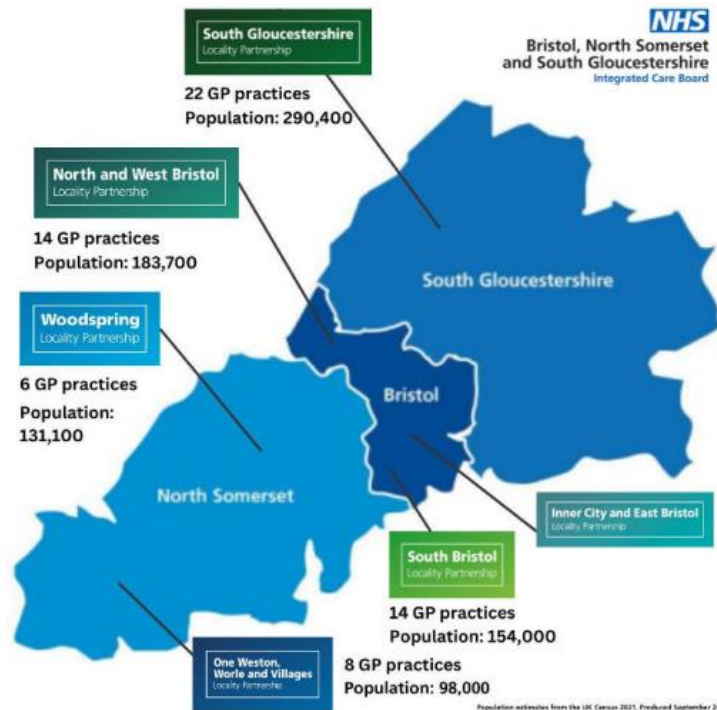 South Gloucestershire
Locality Partnership
22 GP practices
Population: 290,400
NHS
Bristol, North Somerset
and South Gloucestershire
Integrated Care Board
North and West Bristol
Locality Partnership
14 GP practices
Population: 183,700
South Gloucestershire
Woodspring
Locality Partnership
6 GP practices
Population:
131,100
Bristol
North Somerset
Inner City and East Bristol
Locality Partnership
South Bristol
Locality Partnership
14 GP practices
Population: 154,000
One Weston,
Worle and Villages
Locality Partnership
8 GP practices
Population: 98,000
Population estimates from the UK Census 2021. Produced September